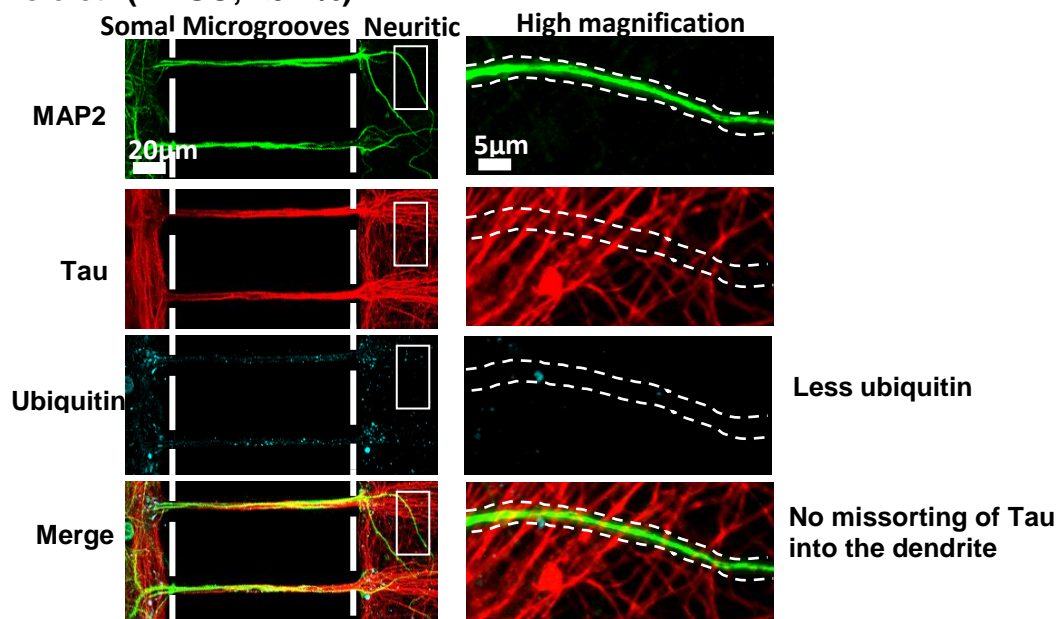 Somal Microgrooves Neuritic High magnification
MAP2
20µm
5µm
Tau
Ubiquitin
Less ubiquitin
Merge
No missorting of Tau
into the dendrite